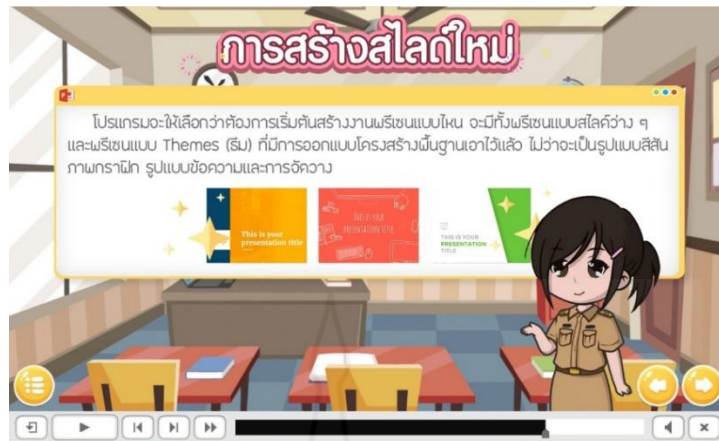 การสร้างสไลด์ใหม่
โปรแกรมจะให้เลือกว่าต้องการเริ่มต้นสร้างงานพรีเซนแบบไหน จะมีทั้งพรีเซนแบบสไลด์ว่าง ๆ
และพรีเซนแบบ Themes (ธีม) ที่มีการออกแบบโครงสร้างพื้นฐานเอาไว้แล้ว ไม่ว่าจะเป็นรูปแบบสีสัน
ภาพกราฟิก รูปแบบข้อความและการจัดวาง
This is your
presentation title
THIS IS YOUR
PRESENTATION TITLE
THIS IS YOUR
PRESENTATION
TITLE